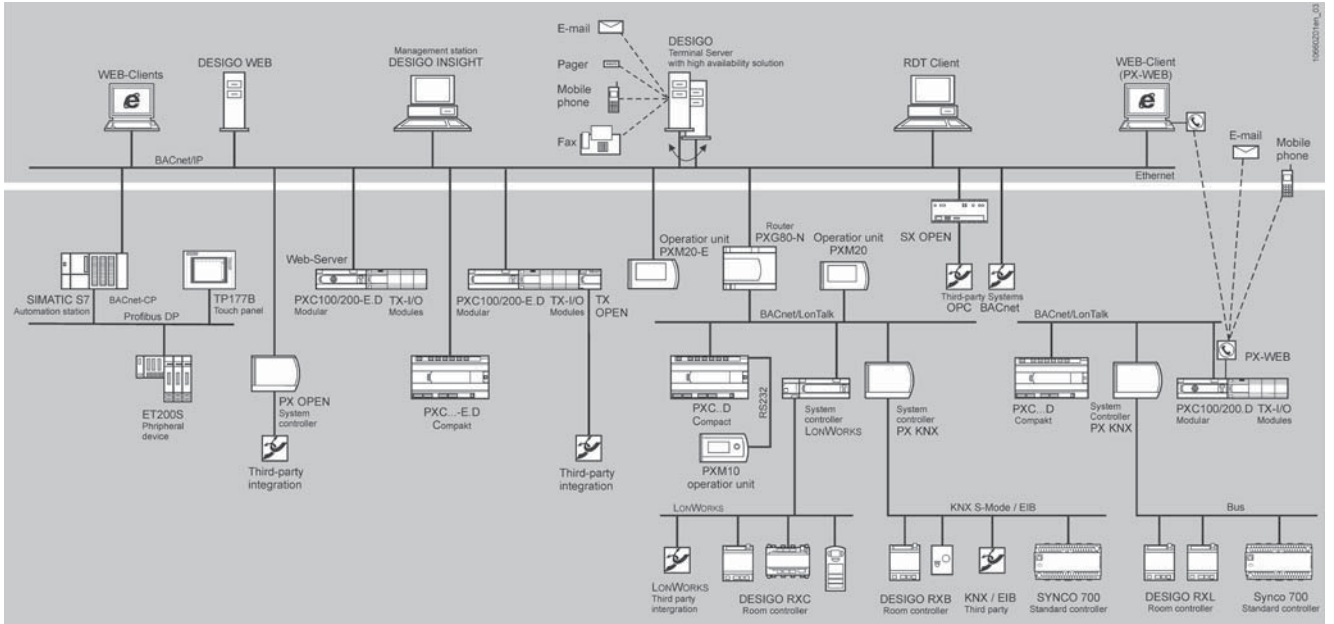 10660Z01en_03
E-mail
Pager
Mobile
phone
Fax
DESIGO
Terminal Server
with high availability solution
WEB-Clients
DESIGO WEB
Management station
DESIGO INSIGHT
RDT Client
WEB-Client
(PX-WEB)
E-mail
Mobile
phone
BACnet/IP
Ethernet
SIMATIC S7
Automation station
BACnet-CP
TP177B
Touch panel
Profibus DP
ET200S
Phripheral
device
PX OPEN
System
controller
Third-party
integration
Web-Server
PXC100/200-E.D
Modular
TX-I/O
Modules
PXC...-E.D
Compakt
PXC100/200-E.D
Modular
TX-I/O
Modules
TX
OPEN
Third-party
integration
Operatior unit
PXM20-E
Router
PXG80-N
Operatior unit
PXM20
SX OPEN
Third-party
OPC
Systems
BACnet
BACnet/LonTalk
PXC...D
Compact
RS232
PXM10
operatior unit
System
controller
LONWORKS
System
controller
PX KNX
BACnet/LonTalk
PXC...D
Compakt
System
Controller
PX KNX
PX-WEB
PXC100/200.D
Modular
TX-I/O
Modules
LONWORKS
LONWORKS
Third party
intergration
DESIGO RXC
Room controller
KNX S-Mode / EIB
DESIGO RXB
Room controller
KNX / EIB
Third party
SYNCO 700
Standard controller
Bus
DESIGO RXL
Room controller
Synco 700
Standard controller